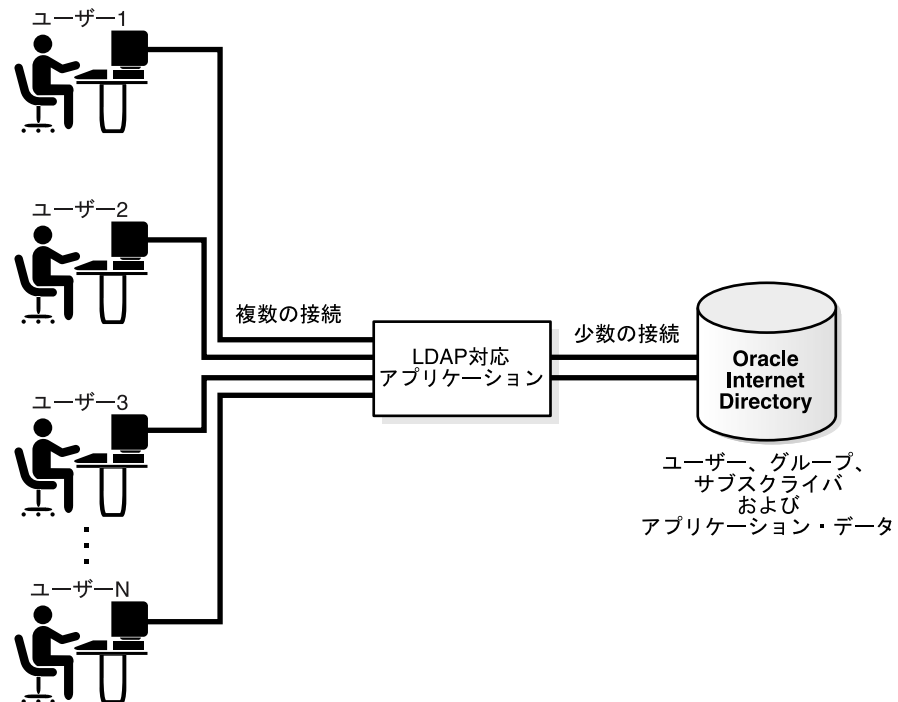 ユーザー1
ユーザー2
複数の接続
LDAP対応
アプリケーション
少数の接続
Oracle
Internet
Directory
ユーザー3
ユーザー、グループ、
サブスクライバ
および
アプリケーション・データ
ユーザーN